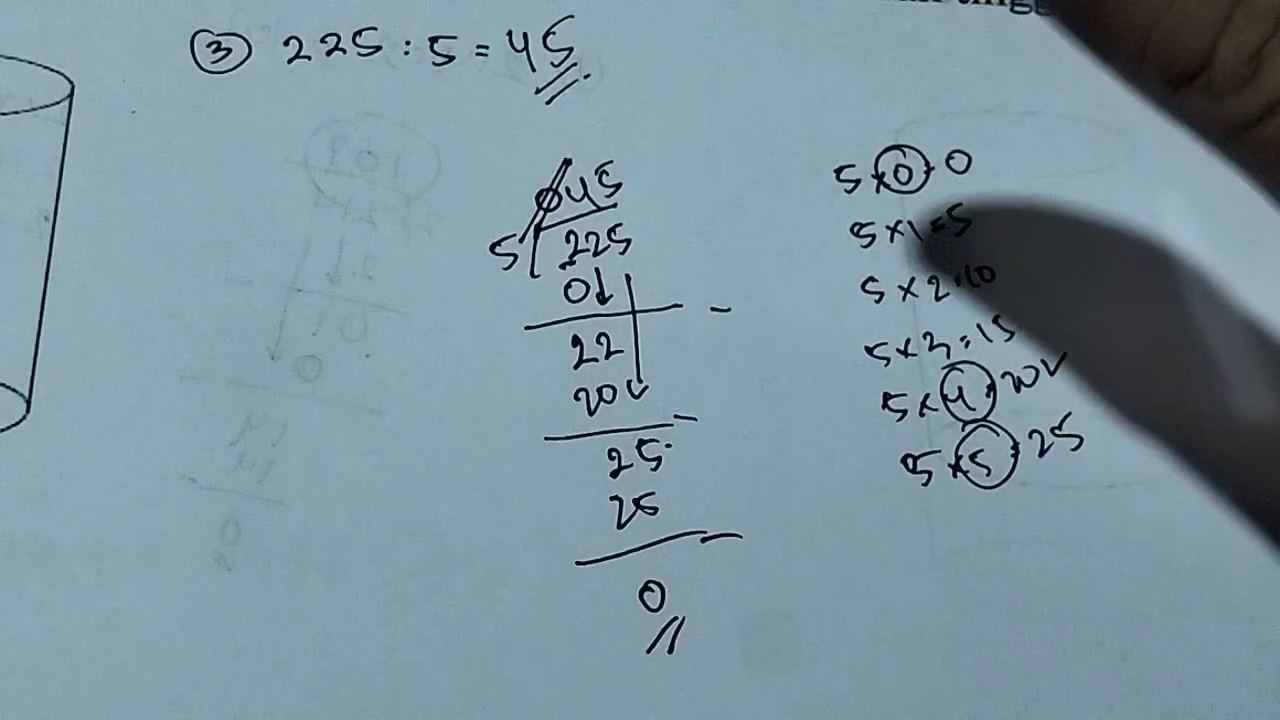 ③ 225 : 5 = 45
045
5 225
0
22
20
25
25
0
5 x 0 = 0
5 x 1 = 5
5 x 2 = 10
5 x 3 = 15
5 x 4 = 20 ✓
5 x 5 = 25